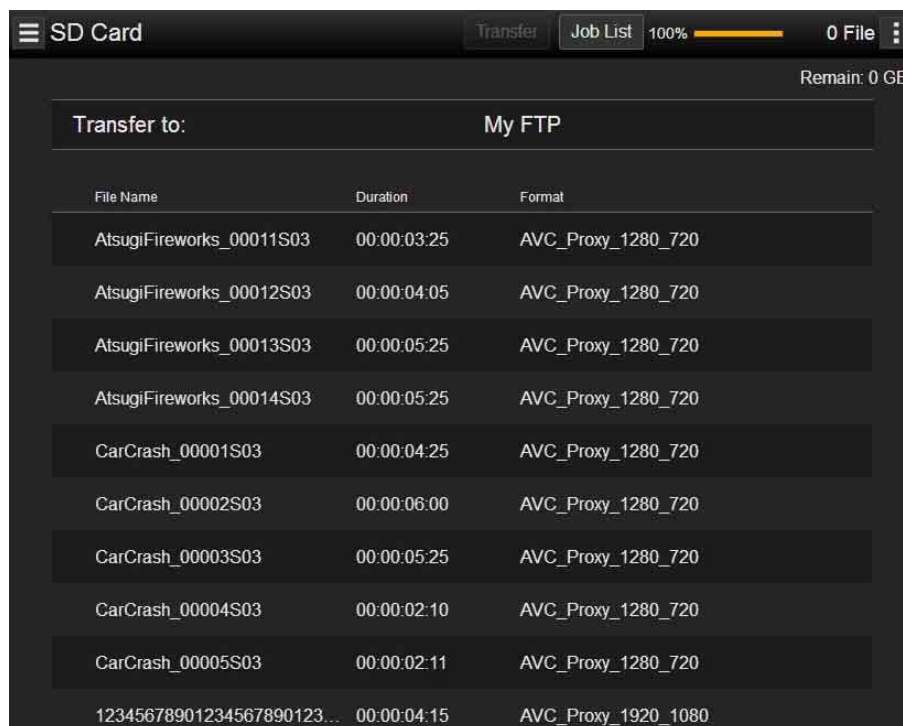 SD Card Transfer Job List 100% 0 File
Remain: 0 GB
Transfer to: My FTP
File Name Duration Format
AtsugiFireworks_00011S03 00:00:03:25 AVC_Proxy_1280_720
AtsugiFireworks_00012S03 00:00:04:05 AVC_Proxy_1280_720
AtsugiFireworks_00013S03 00:00:05:25 AVC_Proxy_1280_720
AtsugiFireworks_00014S03 00:00:05:25 AVC_Proxy_1280_720
CarCrash_00001S03 00:00:04:25 AVC_Proxy_1280_720
CarCrash_00002S03 00:00:06:00 AVC_Proxy_1280_720
CarCrash_00003S03 00:00:05:25 AVC_Proxy_1280_720
CarCrash_00004S03 00:00:02:10 AVC_Proxy_1280_720
CarCrash_00005S03 00:00:02:11 AVC_Proxy_1280_720
12345678901234567890123... 00:00:04:15 AVC_Proxy_1920_1080